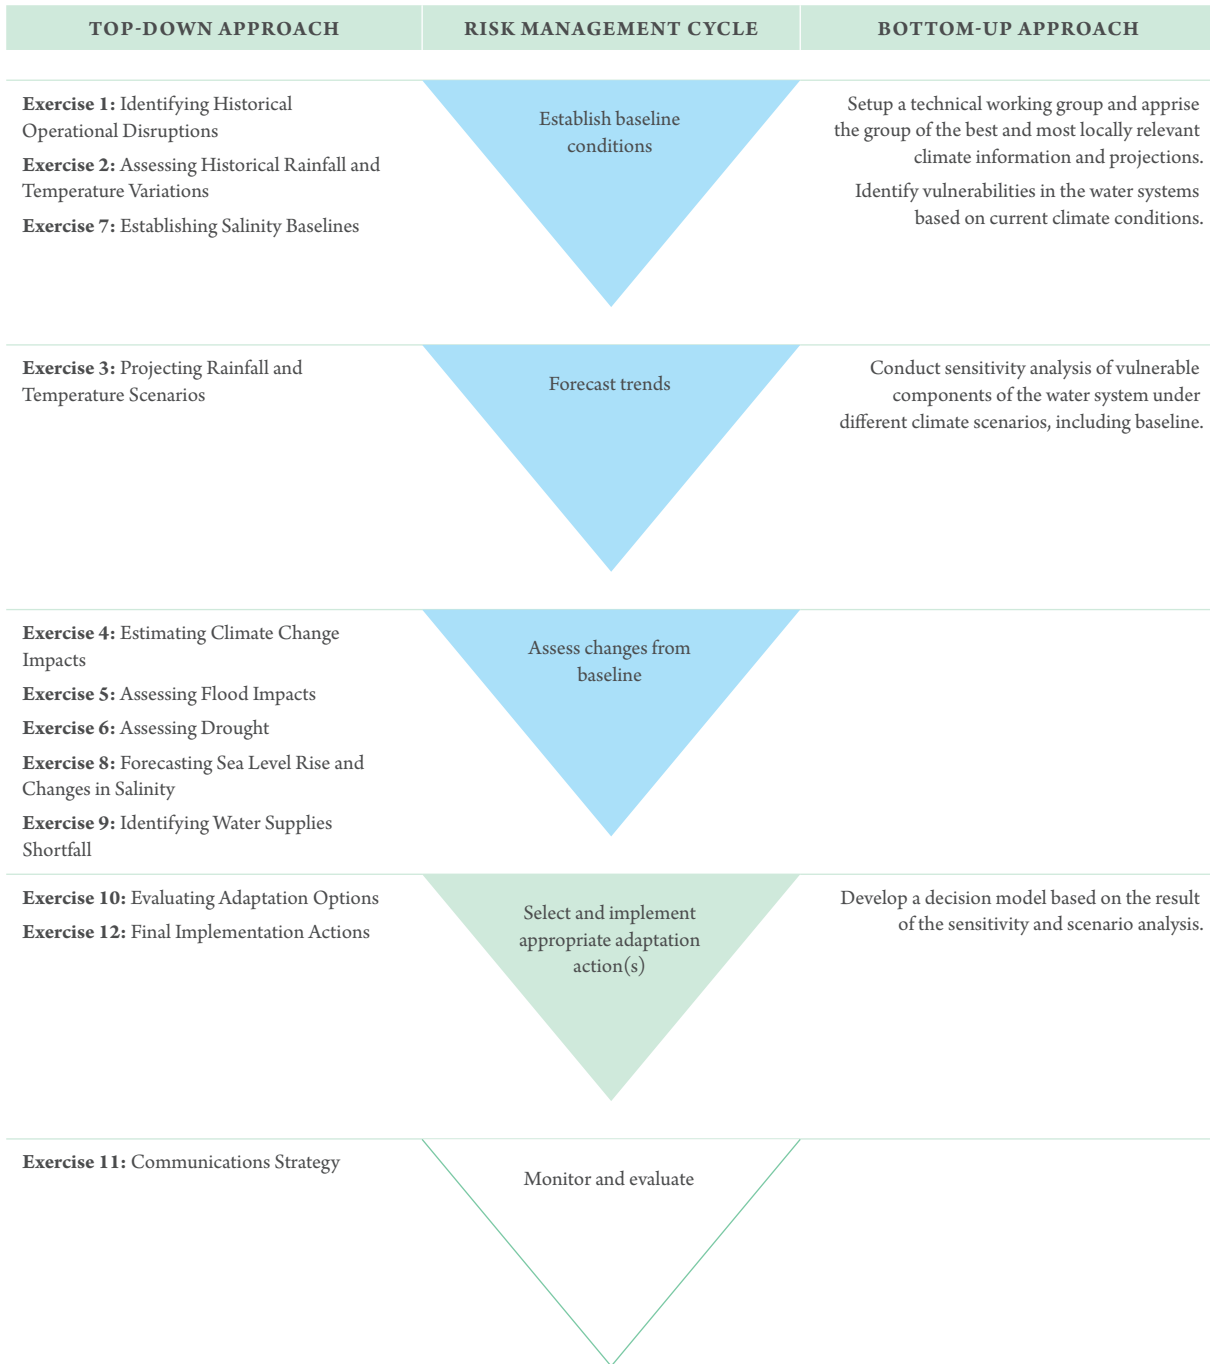 TOP-DOWN APPROACH
RISK MANAGEMENT CYCLE
BOTTOM-UP APPROACH
Exercise 1: Identifying Historical
Operational Disruptions
Exercise 2: Assessing Historical Rainfall and
Temperature Variations
Exercise 7: Establishing Salinity Baselines
Establish baseline
conditions
Setup a technical working group and apprise
the group of the best and most locally relevant
climate information and projections.
Identify vulnerabilities in the water systems
based on current climate conditions.
Exercise 3: Projecting Rainfall and
Temperature Scenarios
Forecast trends
Conduct sensitivity analysis of vulnerable
components of the water system under
different climate scenarios, including baseline.
Exercise 4: Estimating Climate Change
Impacts
Exercise 5: Assessing Flood Impacts
Exercise 6: Assessing Drought
Exercise 8: Forecasting Sea Level Rise and
Changes in Salinity
Exercise 9: Identifying Water Supplies
Shortfall
Assess changes from
baseline
Exercise 10: Evaluating Adaptation Options
Exercise 12: Final Implementation Actions
Select and implement
appropriate adaptation
action(s)
Develop a decision model based on the result
of the sensitivity and scenario analysis.
Exercise 11: Communications Strategy
Monitor and evaluate